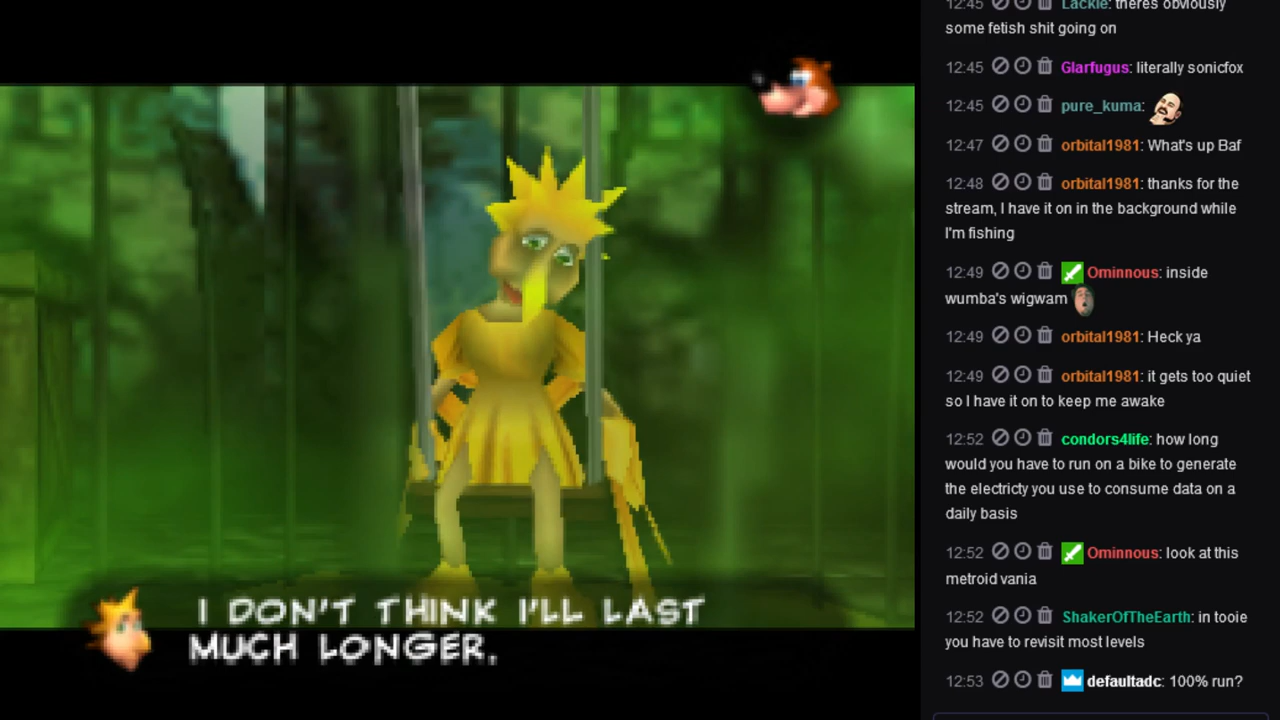 I DON'T THINK I'LL LAST
MUCH LONGER.
12:45 Lackie: theres obviously
some fetish shit going on
12:45 Glarfugus: literally sonicfox
12:45 pure_kuma:
12:47 orbital1981: What's up Baf
12:48 orbital1981: thanks for the
stream, I have it on in the background while
I'm fishing
12:49 Ominnous: inside
wumba's wigwam
12:49 orbital1981: Heck ya
12:49 orbital1981: it gets too quiet
so I have it on to keep me awake
12:52 condors4life: how long
would you have to run on a bike to generate
the electricty you use to consume data on a
daily basis
12:52 Ominnous: look at this
metroid vania
12:52 ShakerOfTheEarth: in tooie
you have to revisit most levels
12:53 defaultadc: 100% run?